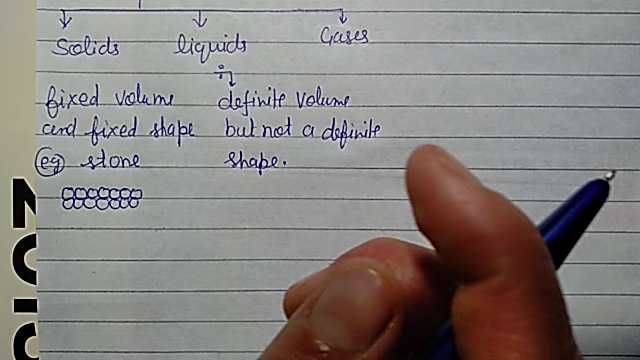 Solids liquids Gases
fixed volume definite volume
and fixed shape but not a definite
eg stone shape.